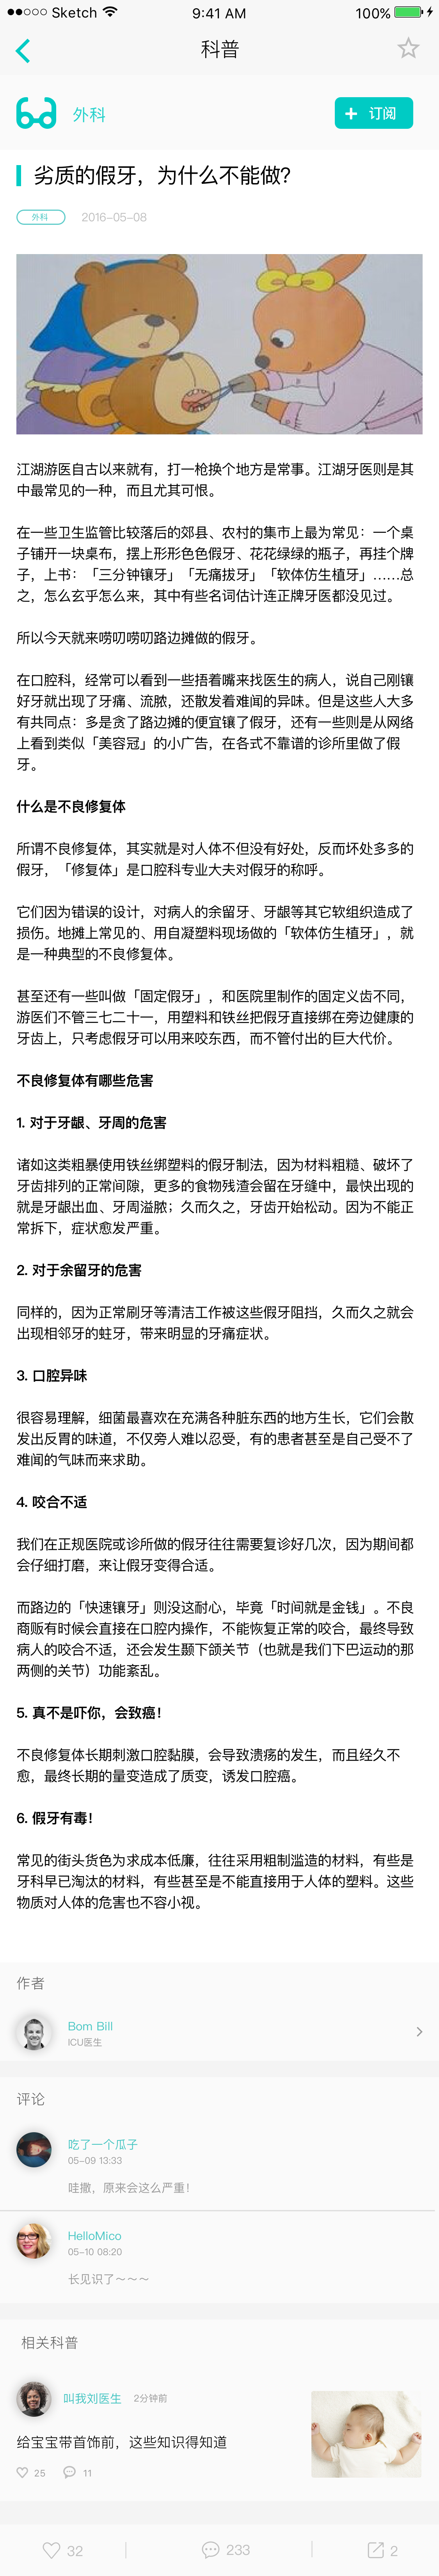 Sketch 9:41 AM 100%
科普
外科
+ 订阅
劣质的假牙，为什么不能做?
外科 2016-05-08
江湖游医自古以来就有，打一枪换个地方是常事。江湖牙医则是其
中最常见的一种，而且尤其可恨。
在一些卫生监管比较落后的郊县、农村的集市上最为常见：一个桌
子铺开一块桌布，摆上形形色色假牙、花花绿绿的瓶子，再挂个牌
子，上书：「三分钟镶牙」「无痛拔牙」「软体仿生植牙」……总
之，怎么玄乎怎么来，其中有些名词估计连正牌牙医都没见过。
所以今天就来唠叨唠叨路边摊做的假牙。
在口腔科，经常可以看到一些捂着嘴来找医生的病人，说自己刚镶
好牙就出现了牙痛、流脓，还散发着难闻的异味。但是这些人大多
有共同点：多是贪了路边摊的便宜镶了假牙，还有一些则是从网络
上看到类似「美容冠」的小广告，在各式不靠谱的诊所里做了假
牙。
什么是不良修复体
所谓不良修复体，其实就是对人体不但没有好处，反而坏处多多的
假牙，「修复体」是口腔科专业大夫对假牙的称呼。
它们因为错误的设计，对病人的余留牙、牙龈等其它软组织造成了
损伤。地摊上常见的、用自凝塑料现场做的「软体仿生植牙」，就
是一种典型的不良修复体。
甚至还有一些叫做「固定假牙」，和医院里制作的固定义齿不同，
游医们不管三七二十一，用塑料和铁丝把假牙直接绑在旁边健康的
牙齿上，只考虑假牙可以用来咬东西，而不管付出的巨大代价。
不良修复体有哪些危害
1. 对于牙龈、牙周的危害
诸如这类粗暴使用铁丝绑塑料的假牙制法，因为材料粗糙、破坏了
牙齿排列的正常间隙，更多的食物残渣会留在牙缝中，最快出现的
就是牙龈出血、牙周溢脓；久而久之，牙齿开始松动。因为不能正
常拆下，症状愈发严重。
2. 对于余留牙的危害
同样的，因为正常刷牙等清洁工作被这些假牙阻挡，久而久之就会
出现相邻牙的蛀牙，带来明显的牙痛症状。
3. 口腔异味
很容易理解，细菌最喜欢在充满各种脏东西的地方生长，它们会散
发出反胃的味道，不仅旁人难以忍受，有的患者甚至是自己受不了
难闻的气味而来求助。
4. 咬合不适
我们在正规医院或诊所做的假牙往往需要复诊好几次，因为期间都
会仔细打磨，来让假牙变得合适。
而路边的「快速镶牙」则没这耐心，毕竟「时间就是金钱」。不良
商贩有时候会直接在口腔内操作，不能恢复正常的咬合，最终导致
病人的咬合不适，还会发生颞下颌关节（也就是我们下巴运动的那
两侧的关节）功能紊乱。
5. 真不是吓你，会致癌！
不良修复体长期刺激口腔黏膜，会导致溃疡的发生，而且经久不
愈，最终长期的量变造成了质变，诱发口腔癌。
6. 假牙有毒！
常见的街头货色为求成本低廉，往往采用粗制滥造的材料，有些是
牙科早已淘汰的材料，有些甚至是不能直接用于人体的塑料。这些
物质对人体的危害也不容小视。
作者
Bom Bill
ICU医生
评论
吃了一个瓜子
05-09 13:33
哇撒，原来会这么严重！
HelloMico
05-10 08:20
长见识了～～～
相关科普
叫我刘医生 2分钟前
给宝宝带首饰前，这些知识得知道
25 11
32 233 2